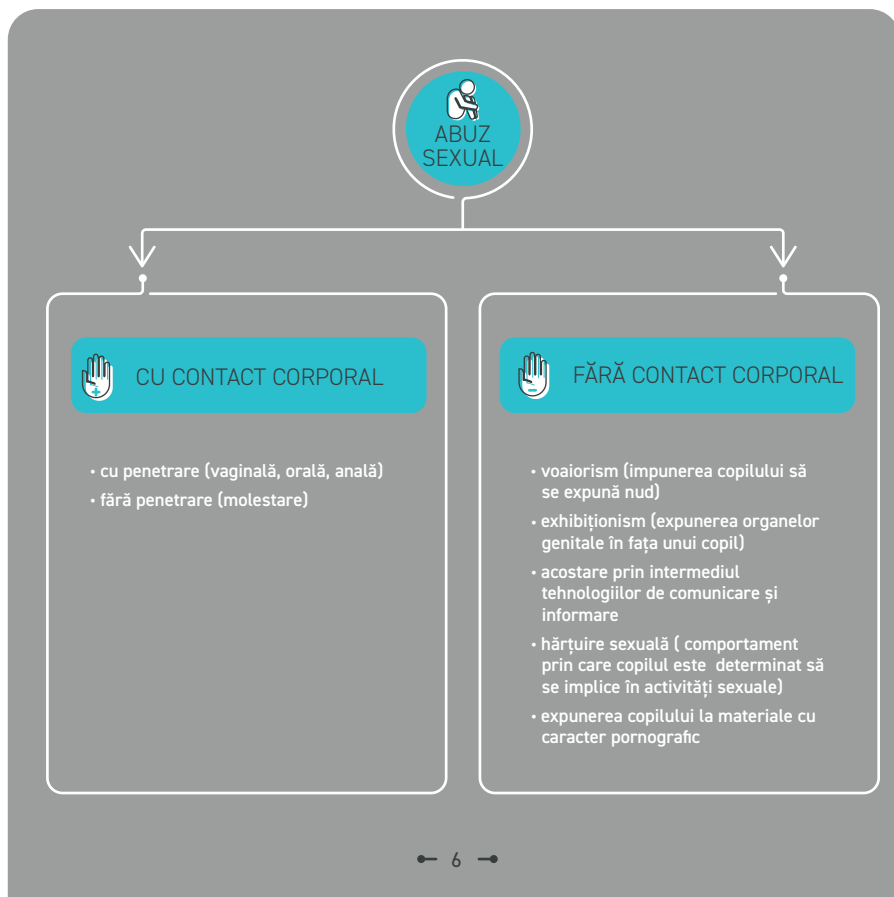 ABUZ
SEXUAL
CU CONTACT CORPORAL
• cu penetrare (vaginală, orală, anală)
• fără penetrare (molestare)
FĂRĂ CONTACT CORPORAL
• voaiorism (impunerea copilului să
se expună nud)
• exhibiționism (expunerea organelor
genitale în fața unui copil)
• acostare prin intermediul
tehnologiilor de comunicare și
informare
• hărțuire sexuală ( comportament
prin care copilul este determinat să
se implice în activități sexuale)
• expunerea copilului la materiale cu
caracter pornografic
6